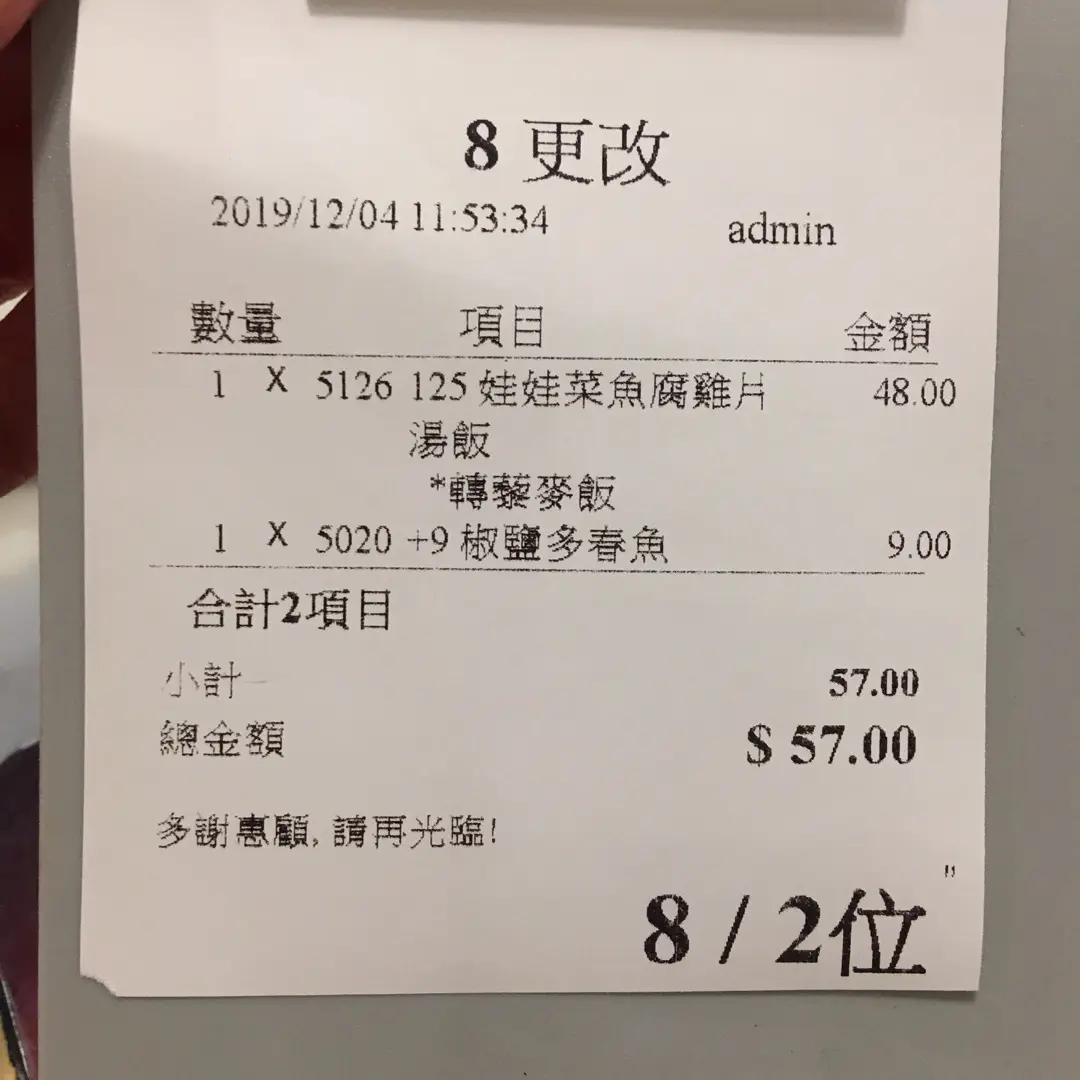 8 更改
2019/12/04 11:53:34 admin
數量 項目 金額
1 X 5126 125 娃娃菜魚腐雞片 48.00
湯飯
*轉藜麥飯
1 X 5020 +9 椒鹽多春魚 9.00
合計2項目
小計 57.00
總金額 $ 57.00
多謝惠顧, 請再光臨!
"
8 / 2位